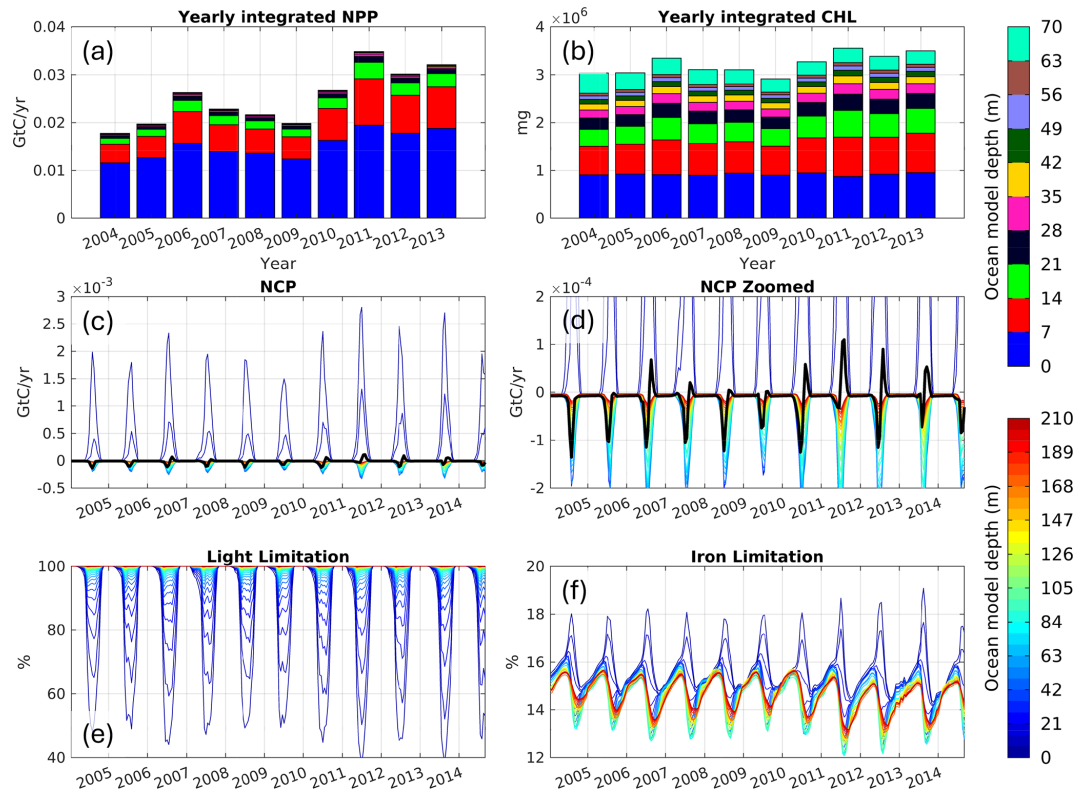 Yearly integrated NPP
(a)
0.04
0.03
0.02
0.01
0
GtC/yr
2004 2005 2006 2007 2008 2009 2010 2011 2012 2013
Year
Yearly integrated CHL
(b)
×10⁶
4
3
2
1
0
mg
2004 2005 2006 2007 2008 2009 2010 2011 2012 2013
Year
Ocean model depth (m)
70
63
56
49
42
35
28
21
14
7
0
NCP
(c)
×10⁻³
3
2.5
2
1.5
1
0.5
0
-0.5
GtC/yr
2005 2006 2007 2008 2009 2010 2011 2012 2013 2014
NCP Zoomed
(d)
×10⁻⁴
2
1
0
-1
-2
GtC/yr
2005 2006 2007 2008 2009 2010 2011 2012 2013 2014
Light Limitation
(e)
100
80
60
40
%
2005 2006 2007 2008 2009 2010 2011 2012 2013 2014
Iron Limitation
(f)
20
18
16
14
12
%
2005 2006 2007 2008 2009 2010 2011 2012 2013 2014
Ocean model depth (m)
210
189
168
147
126
105
84
63
42
21
0